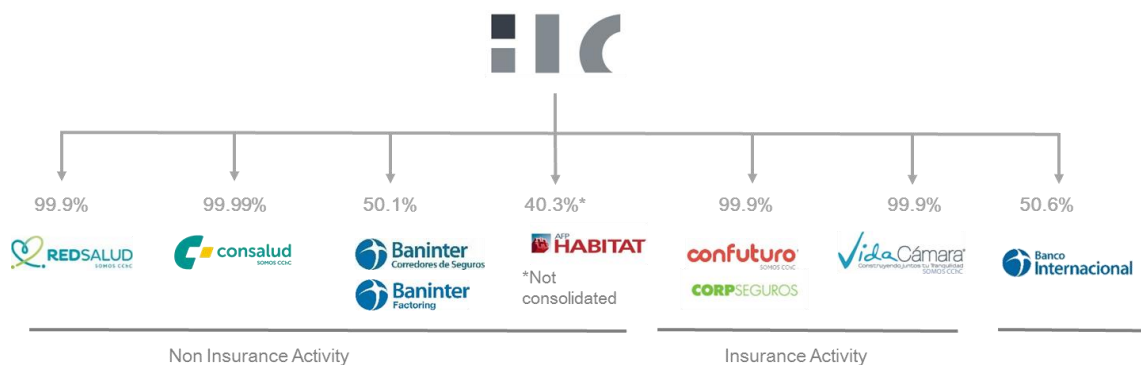 ILC
99.9%
99.99%
50.1%
40.3%*
99.9%
99.9%
50.6%
REDSALUD
SOMOS CChC
consalud
SOMOS CChC
Baninter
Corredores de Seguros
Baninter
Factoring
AFP
HABITAT
*Not
consolidated
confuturo
SOMOS CChC
CORPSEGUROS
VidaCámara
Construyendo juntos tu Tranquilidad
SOMOS CChC
Banco
Internacional
Non Insurance Activity
Insurance Activity